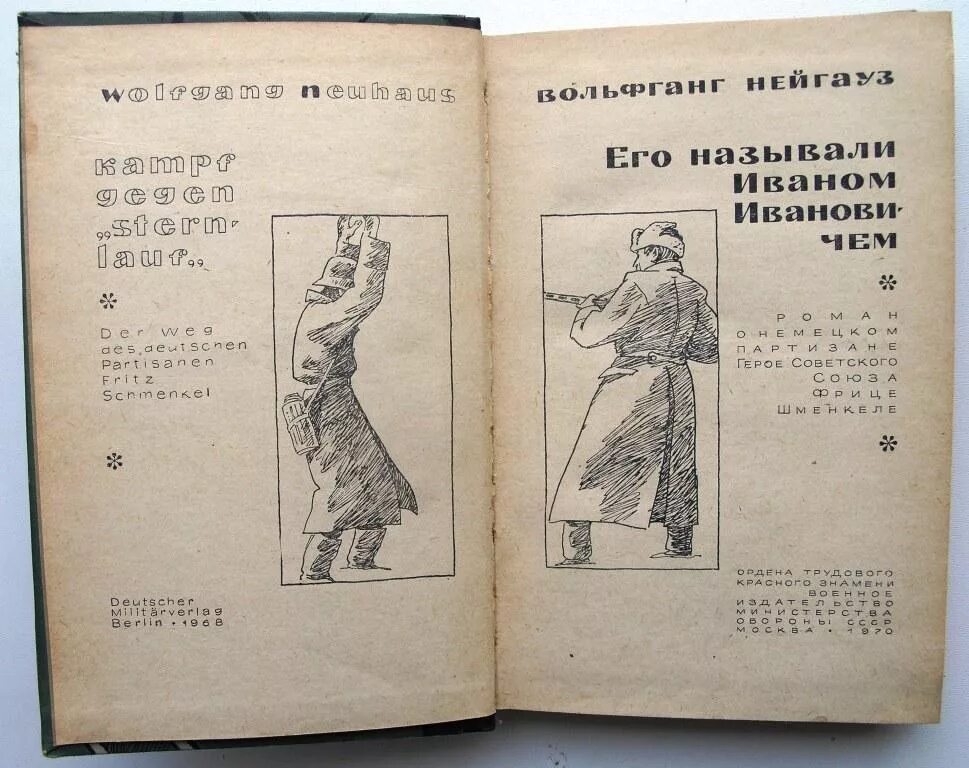 wolfgang neuhaus
kampf
gegen
„stern-
lauf„
*
Der Weg
des deutschen
Partisanen
Fritz
Schmenkel
*
Deutscher
Militärverlag
Berlin • 1968
Вольфганг Нейгауз
Его называли
Иваном
Иванови-
чем
*
Роман
о немецком
партизане
Герое Советского
Союза
Фрице
Шменкеле
*
Ордена Трудового
Красного Знамени
Военное
издательство
Министерства
обороны СССР
Москва • 1970